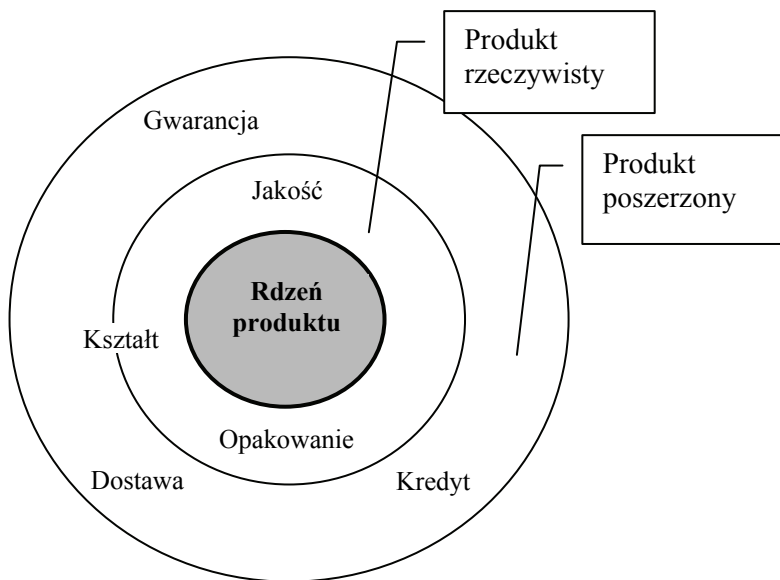 Produkt
rzeczywisty
Gwarancja
Produkt
poszerzony
Jakość
Rdzeń
produktu
Kształt
Opakowanie
Dostawa
Kredyt